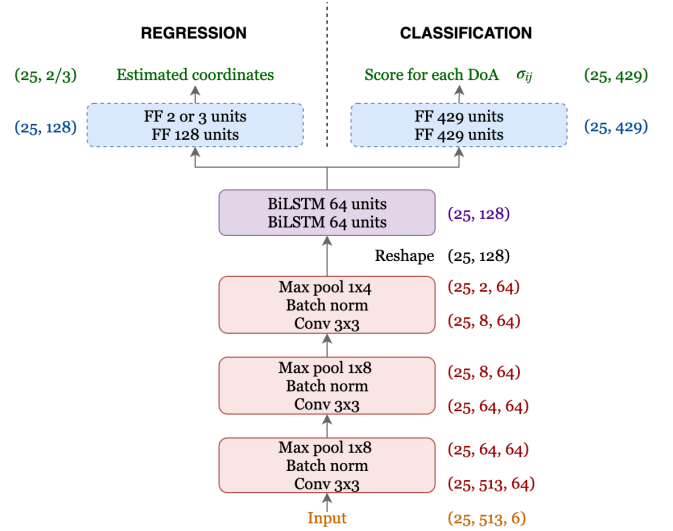 REGRESSION
CLASSIFICATION
(25, 2/3) Estimated coordinates
Score for each DoA σij (25, 429)
(25, 128)
FF 2 or 3 units
FF 128 units
FF 429 units
FF 429 units
(25, 429)
BiLSTM 64 units
BiLSTM 64 units
(25, 128)
Reshape (25, 128)
Max pool 1x4
Batch norm
Conv 3x3
(25, 2, 64)
(25, 8, 64)
Max pool 1x8
Batch norm
Conv 3x3
(25, 8, 64)
(25, 64, 64)
Max pool 1x8
Batch norm
Conv 3x3
(25, 64, 64)
(25, 513, 64)
Input (25, 513, 6)